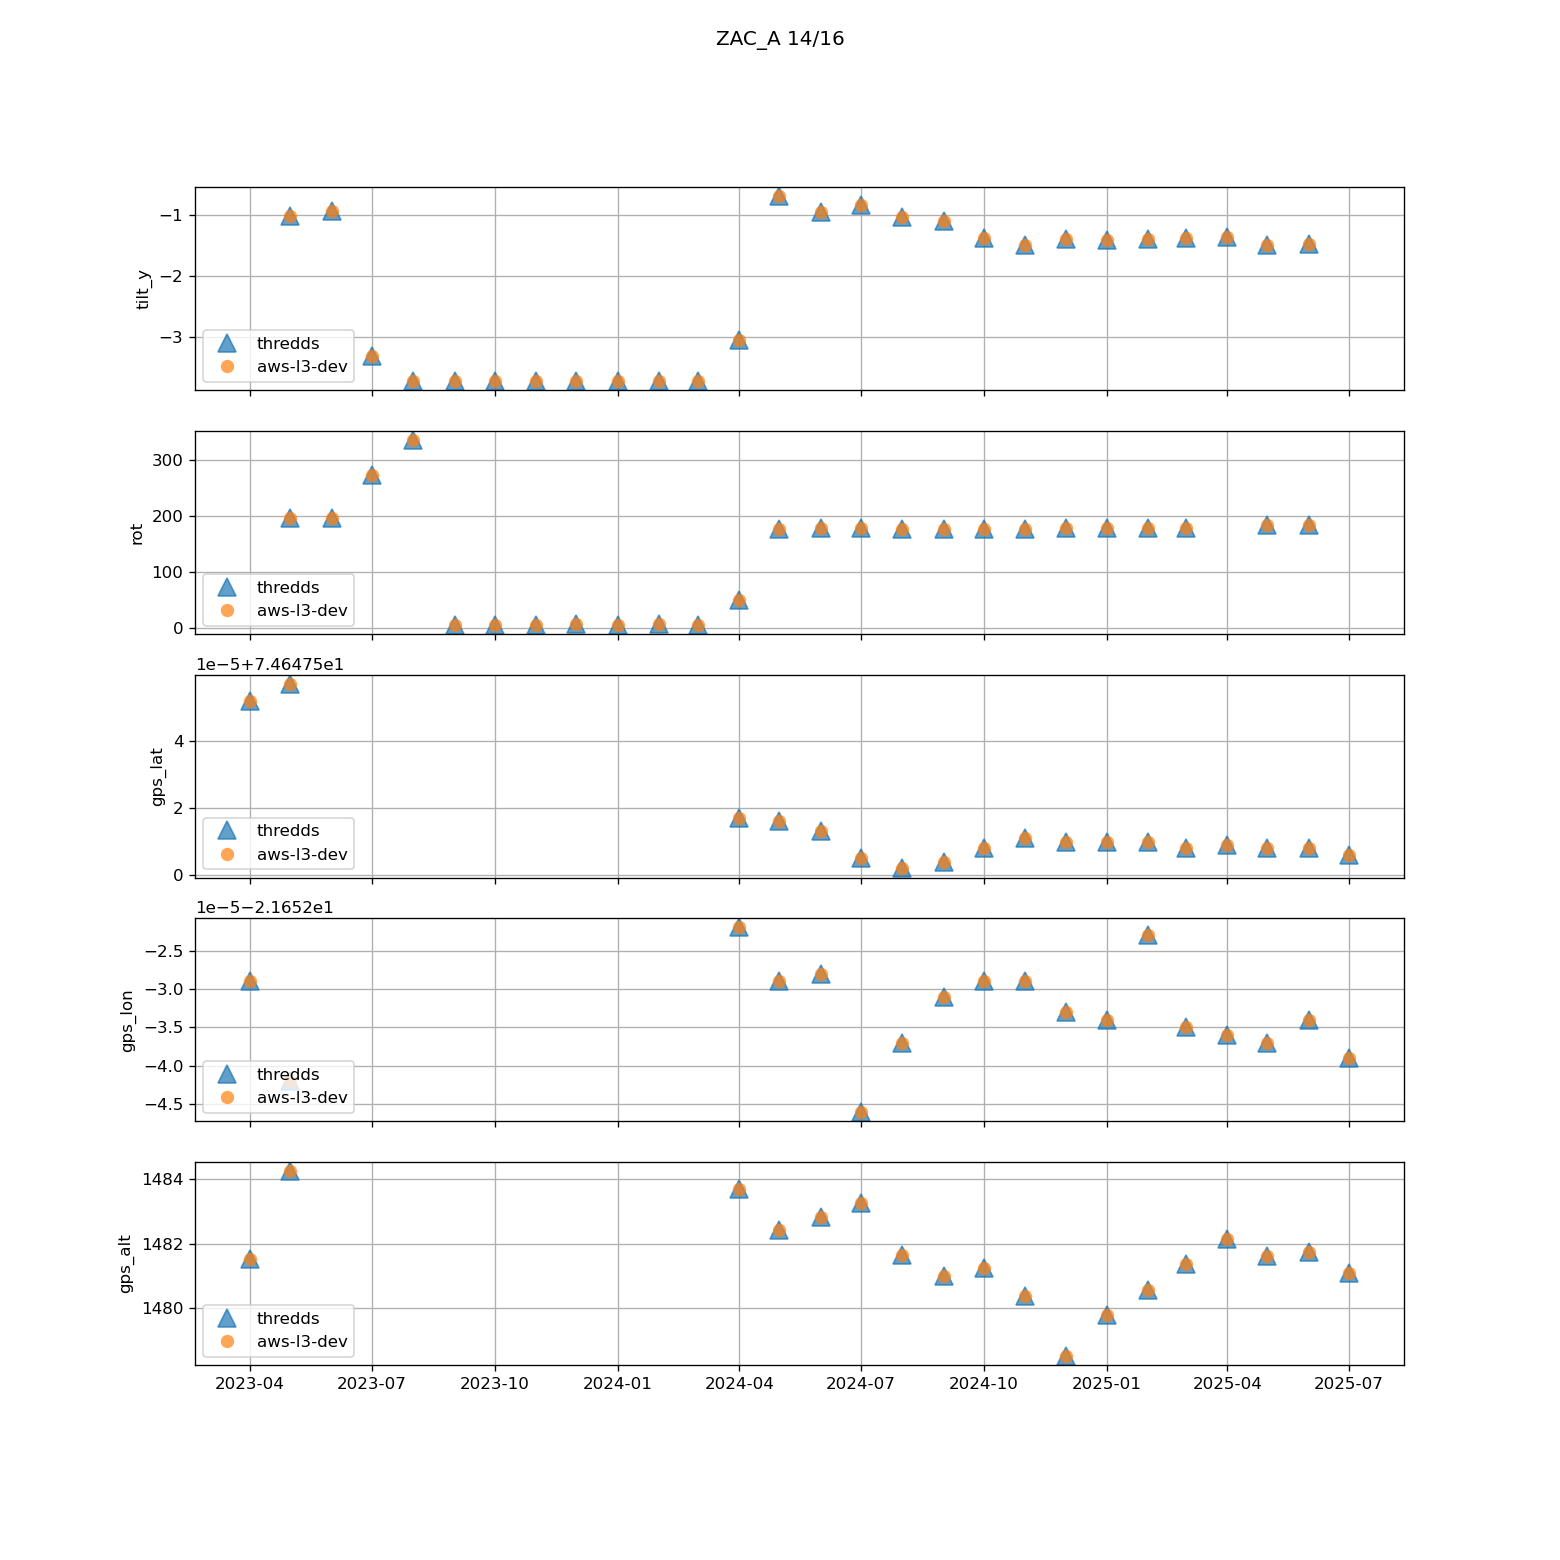 ZAC_A 14/16
−1
−2
−3
tilt_y
thredds
aws-l3-dev
300
200
100
0
rot
thredds
aws-l3-dev
1e−5+7.46475e1
4
2
0
gps_lat
thredds
aws-l3-dev
1e−5−2.1652e1
−2.5
−3.0
−3.5
−4.0
−4.5
gps_lon
thredds
aws-l3-dev
1484
1482
1480
gps_alt
thredds
aws-l3-dev
2023-04 2023-07 2023-10 2024-01 2024-04 2024-07 2024-10 2025-01 2025-04 2025-07